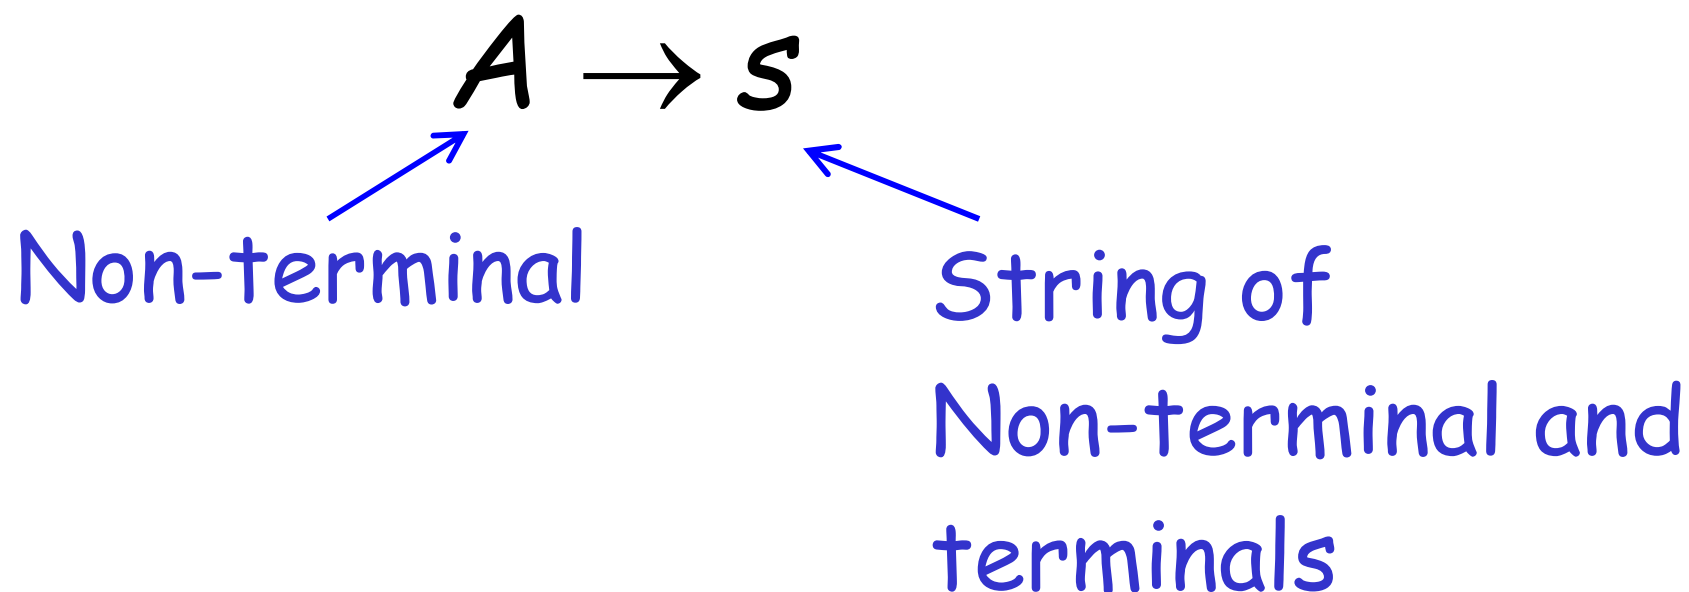 A → s
Non-terminal
String of
Non-terminal and
terminals